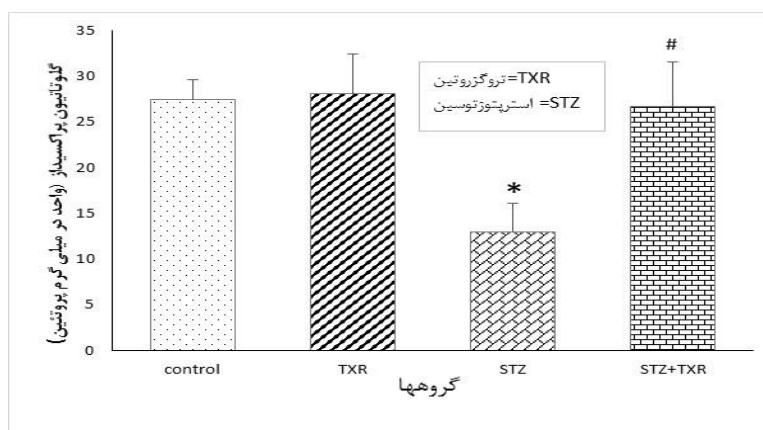 گلوتاتیون پراکسیداز (واحد در میلی گرم پروتئین)
35
30
25
20
15
10
5
0
#
*
TXR=تروگزروتین
STZ= استرپتوزتوسین
control
TXR
STZ
STZ+TXR
گروهها